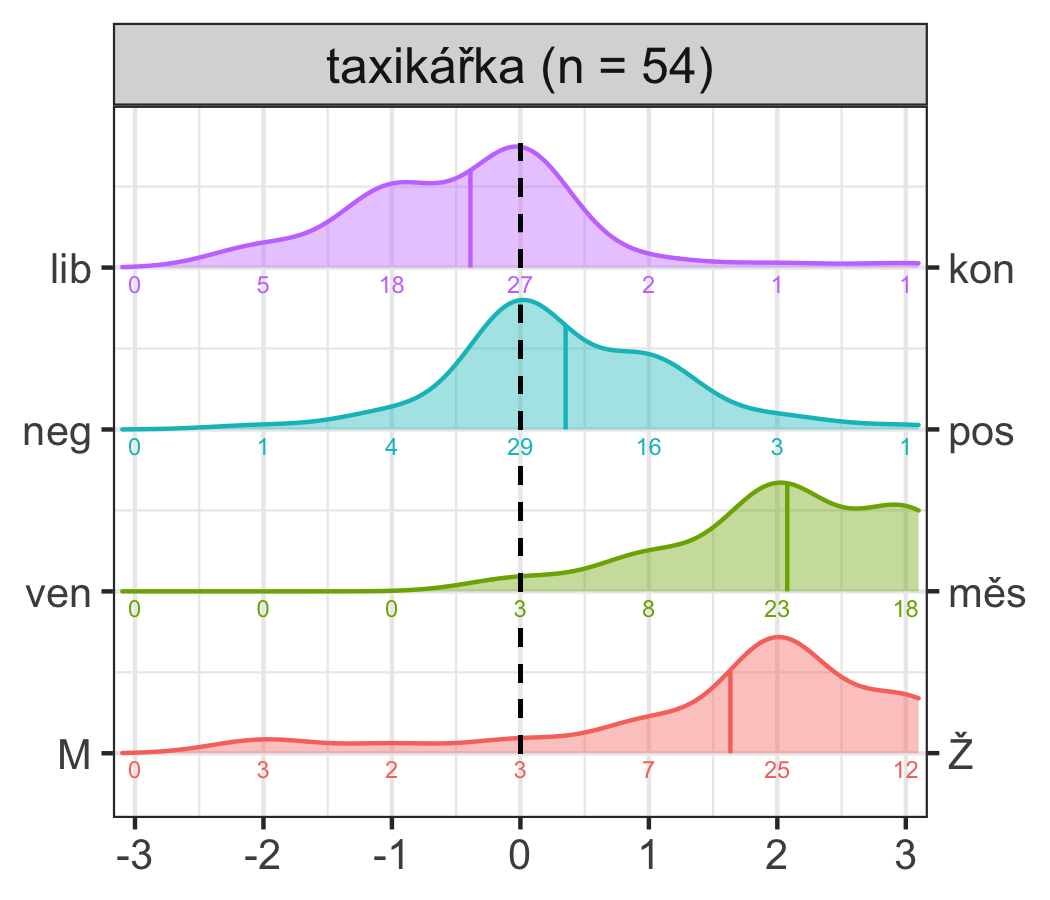 taxikářka (n = 54)
lib kon
0 5 18 27 2 1 1
neg pos
0 1 4 29 16 3 1
ven měs
0 0 0 3 8 23 18
M Ž
0 3 2 3 7 25 12
-3 -2 -1 0 1 2 3